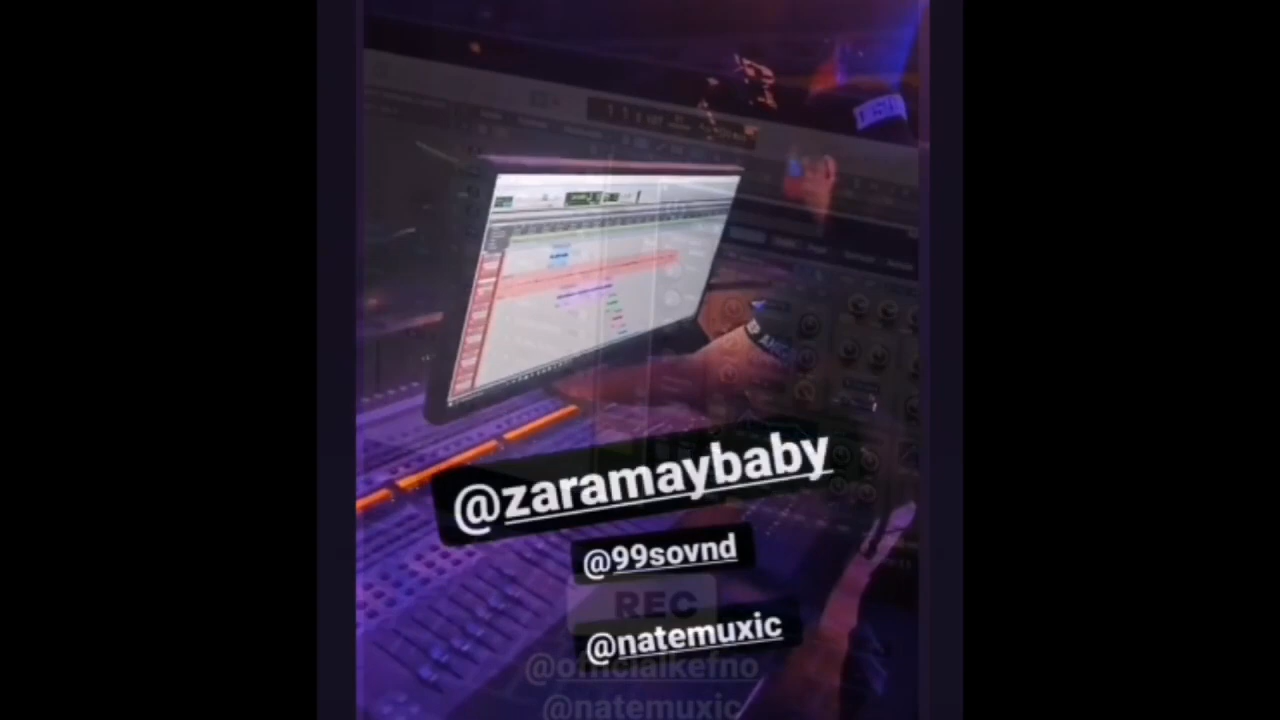 @zaramaybaby
@99sovnd
REC
@natemuxic
@officialkefno
@natemuxic